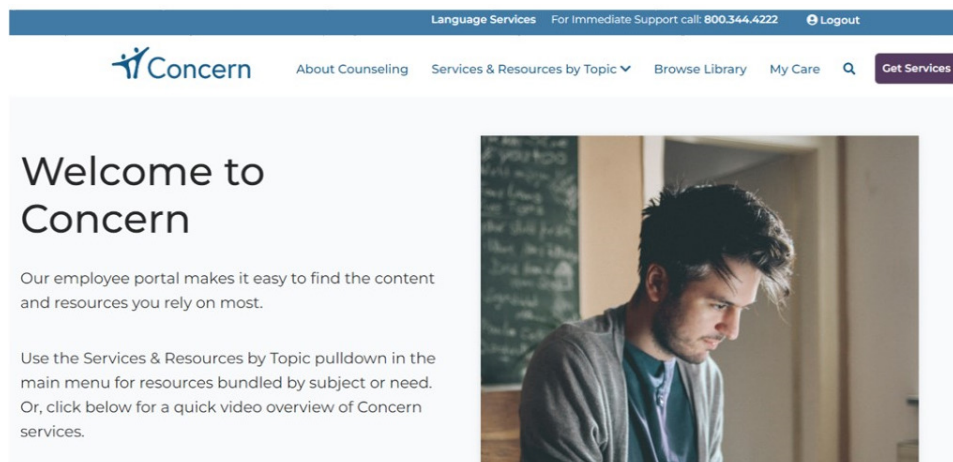 Language Services For Immediate Support call: 800.344.4222 Logout
Concern
About Counseling Services & Resources by Topic Browse Library My Care Get Services
Welcome to
Concern
Our employee portal makes it easy to find the content
and resources you rely on most.
Use the Services & Resources by Topic pulldown in the
main menu for resources bundled by subject or need.
Or, click below for a quick video overview of Concern
services.